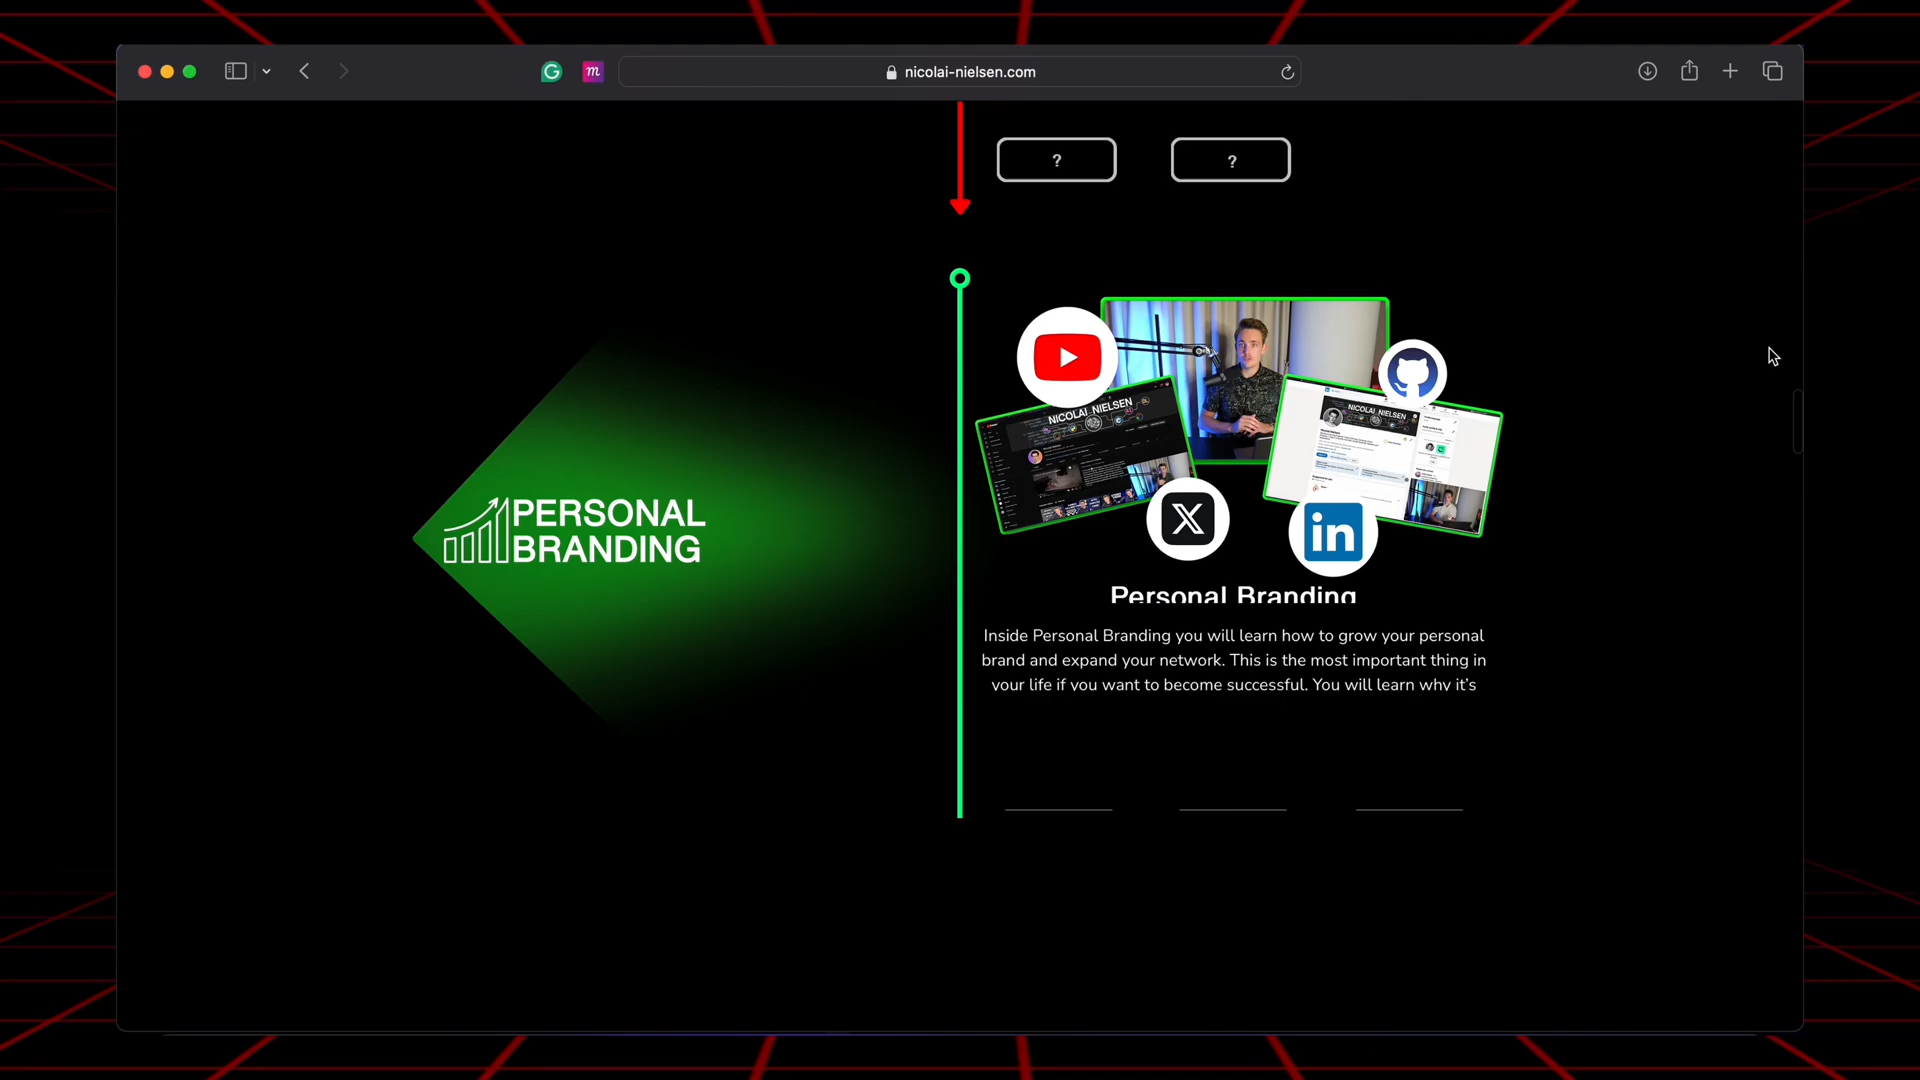 nicolai-nielsen.com
?
?
NICOLAI NIELSEN
NICOLAI NIELSEN
in
PERSONAL
BRANDING
Personal Branding
Inside Personal Branding you will learn how to grow your personal
brand and expand your network. This is the most important thing in
your life if you want to become successful. You will learn why it's